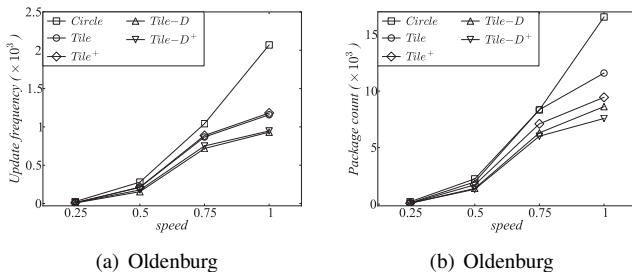 2.5
2
1.5
1
0.5
0
Update frequency ( × 10³ )
Circle
Tile
Tile⁺
Tile−D
Tile−D⁺
0.25 0.5 0.75 1
speed
(a) Oldenburg
15
10
5
0
Package count ( × 10³ )
Circle
Tile
Tile⁺
Tile−D
Tile−D⁺
0.25 0.5 0.75 1
speed
(b) Oldenburg